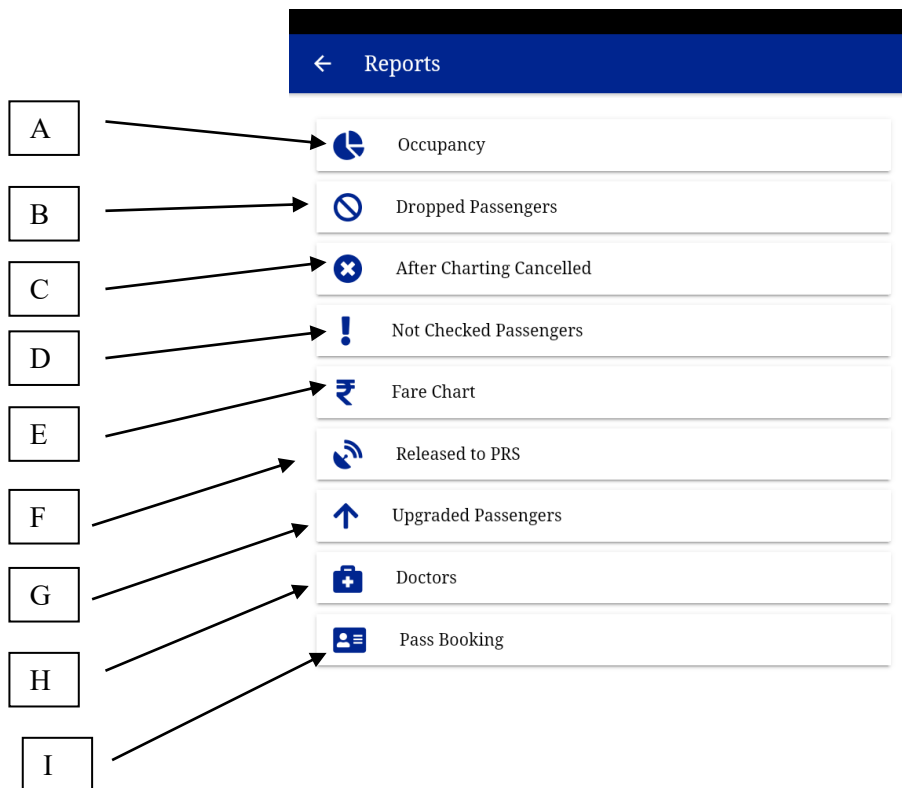 Reports
A
Occupancy
B
Dropped Passengers
C
After Charting Cancelled
D
Not Checked Passengers
E
Fare Chart
F
Released to PRS
G
Upgraded Passengers
H
Doctors
I
Pass Booking